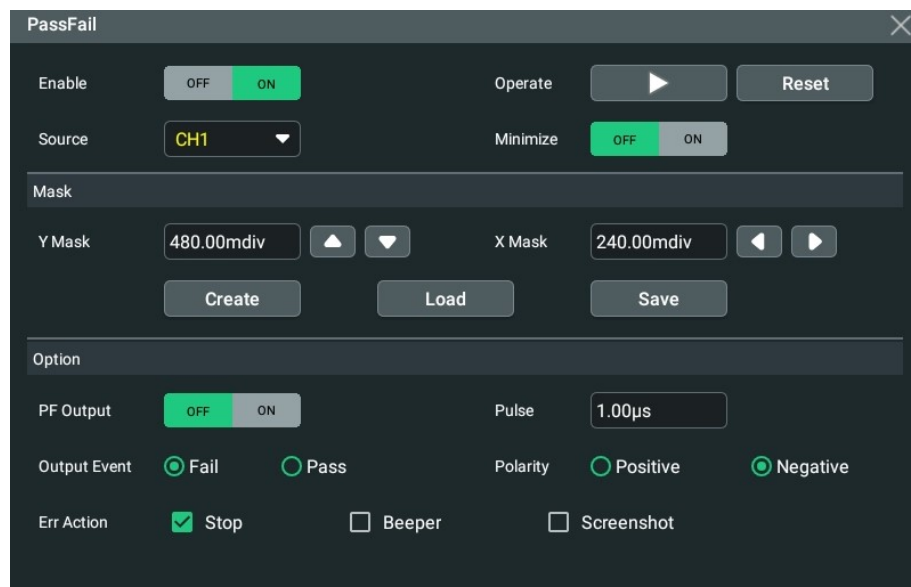 PassFail
Enable OFF ON Operate Reset
Source CH1 Minimize OFF ON
Mask
Y Mask 480.00mdiv X Mask 240.00mdiv
Create Load Save
Option
PF Output OFF ON Pulse 1.00µs
Output Event Fail Pass Polarity Positive Negative
Err Action Stop Beeper Screenshot